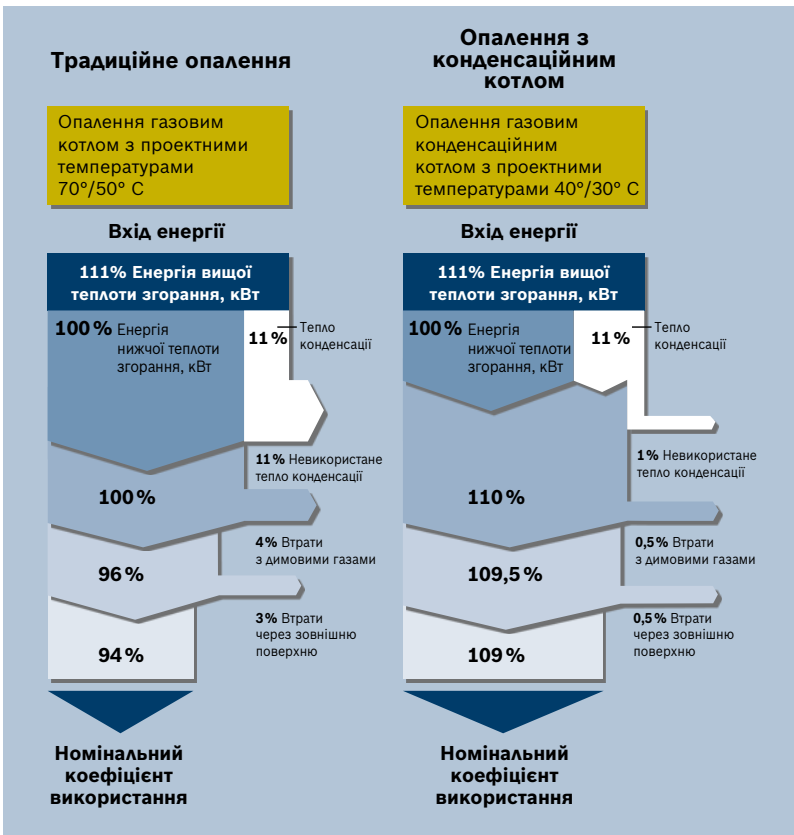 Традиційне опалення
Опалення газовим
котлом з проектними
температурами
70°/50° C
Вхід енергії
111% Енергія вищої
теплоти згорання, кВт
100% Енергія
нижчої теплоти
згорання, кВт
11%
Тепло
конденсації
11% Невикористане
тепло конденсації
100%
4% Втрати
з димовими газами
96%
3% Втрати
через зовнішню
поверхню
94%
Номінальний
коефіцієнт
використання
Опалення з
конденсаційним
котлом
Опалення газовим
конденсаційним
котлом з проектними
температурами 40°/30° C
Вхід енергії
111% Енергія вищої
теплоти згорання, кВт
100% Енергія
нижчої теплоти
згорання, кВт
11%
Тепло
конденсації
1% Невикористане
тепло конденсації
110%
0,5% Втрати
з димовими газами
109,5%
0,5% Втрати
через зовнішню
поверхню
109%
Номінальний
коефіцієнт
використання